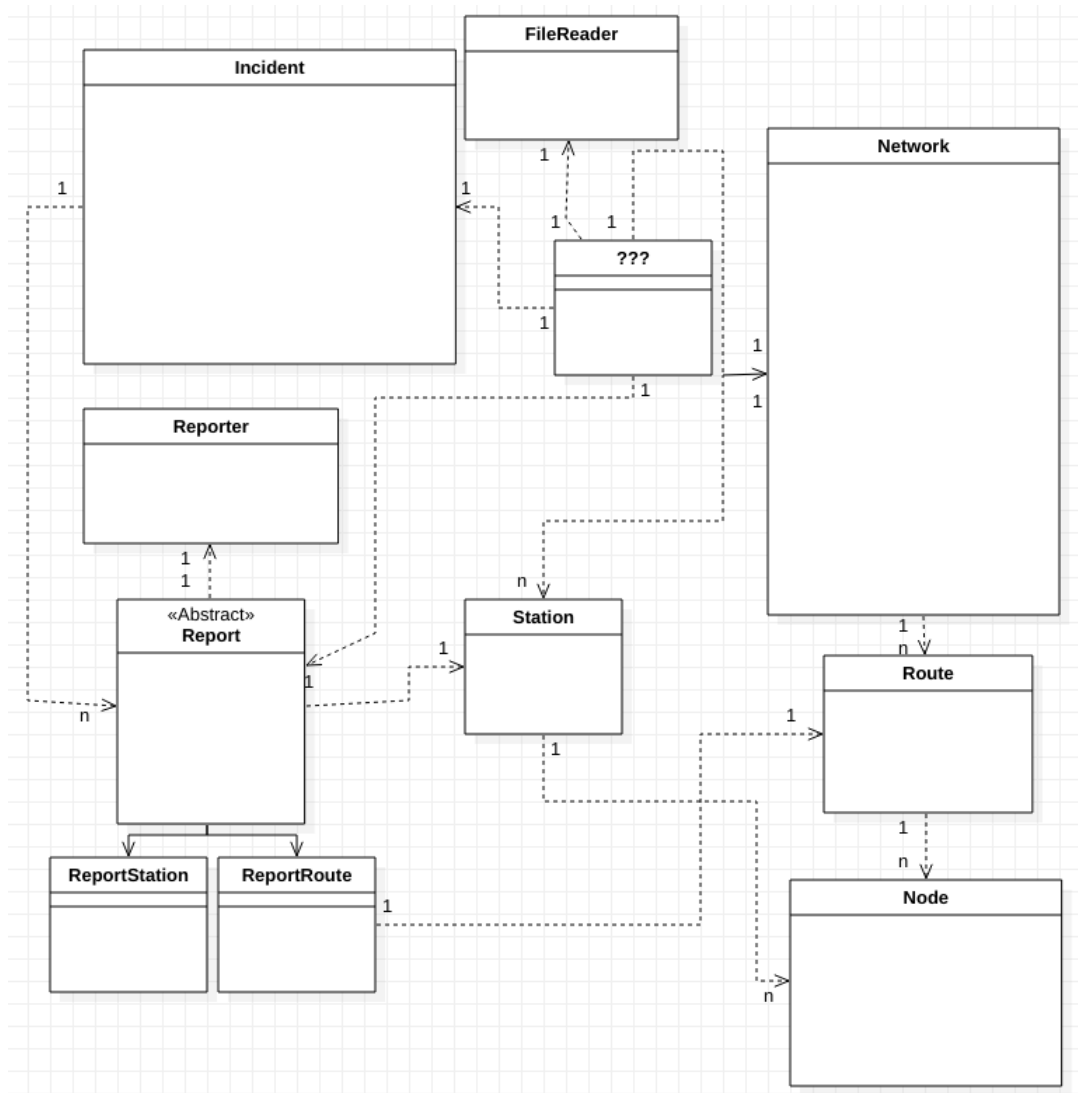 FileReader
Incident
Network
1
1
1
1
1
???
1
1
1
1
Reporter
1
1
n
«Abstract»
Report
Station
1
n
1
1
Route
n
1
1
ReportStation
ReportRoute
1
n
Node
1
n